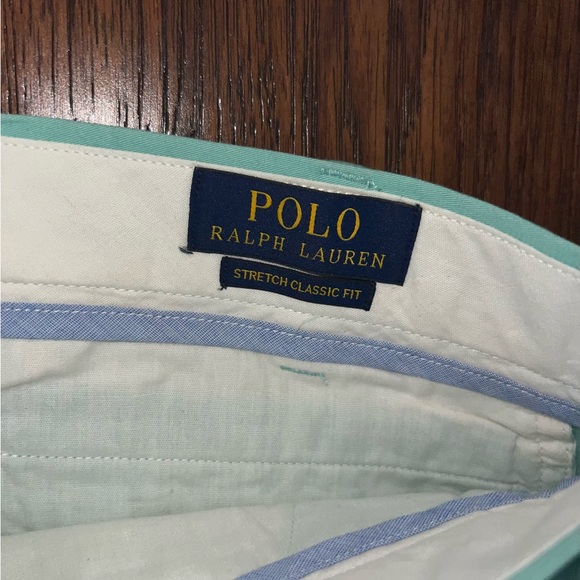 POLO
RALPH LAUREN
STRETCH CLASSIC FIT